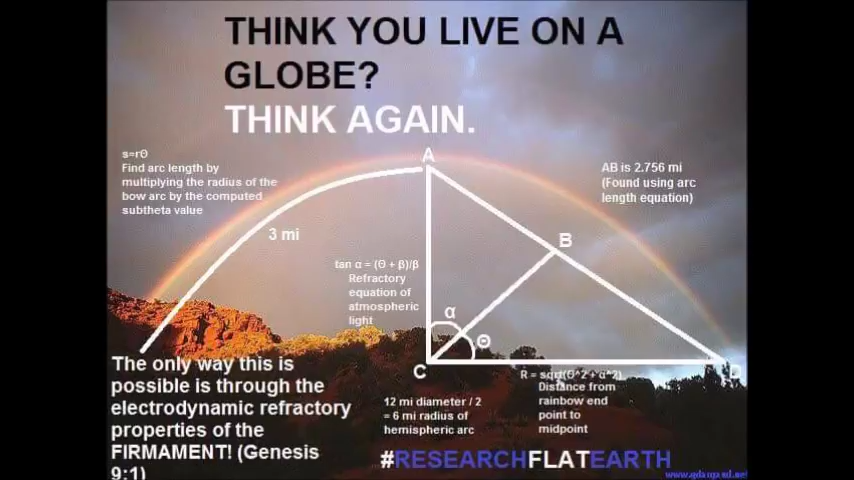 THINK YOU LIVE ON A
GLOBE?
THINK AGAIN.
s=rΘ
Find arc length by
multiplying the radius of the
bow arc by the computed
subtheta value
A
AB is 2.756 mi
(Found using arc
length equation)
3 mi
B
tan α = (Θ + β)/β
Refractory
equation of
atmospheric
light
α
Θ
C
D
The only way this is
possible is through the
electrodynamic refractory
properties of the
FIRMAMENT! (Genesis
9:1)
12 mi diameter / 2
= 6 mi radius of
hemispheric arc
R = sqrt(Θ^2 + α^2)
Distance from
rainbow end
point to
midpoint
#RESEARCHFLATEARTH